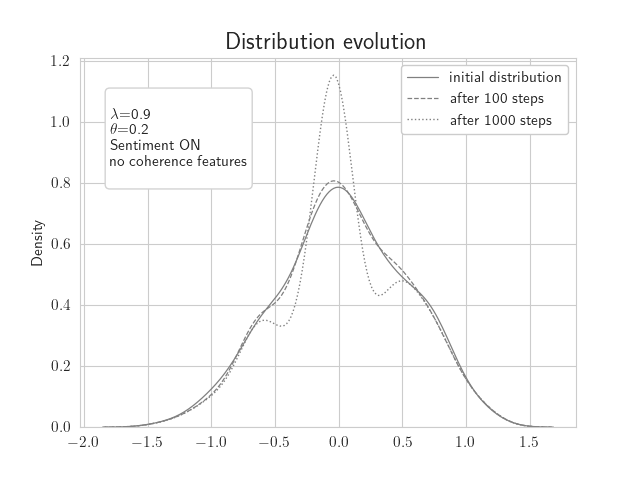 Distribution evolution
1.2
1.0
0.8
0.6
0.4
0.2
0.0
Density
λ=0.9
θ=0.2
Sentiment ON
no coherence features
initial distribution
after 100 steps
after 1000 steps
−2.0 −1.5 −1.0 −0.5 0.0 0.5 1.0 1.5